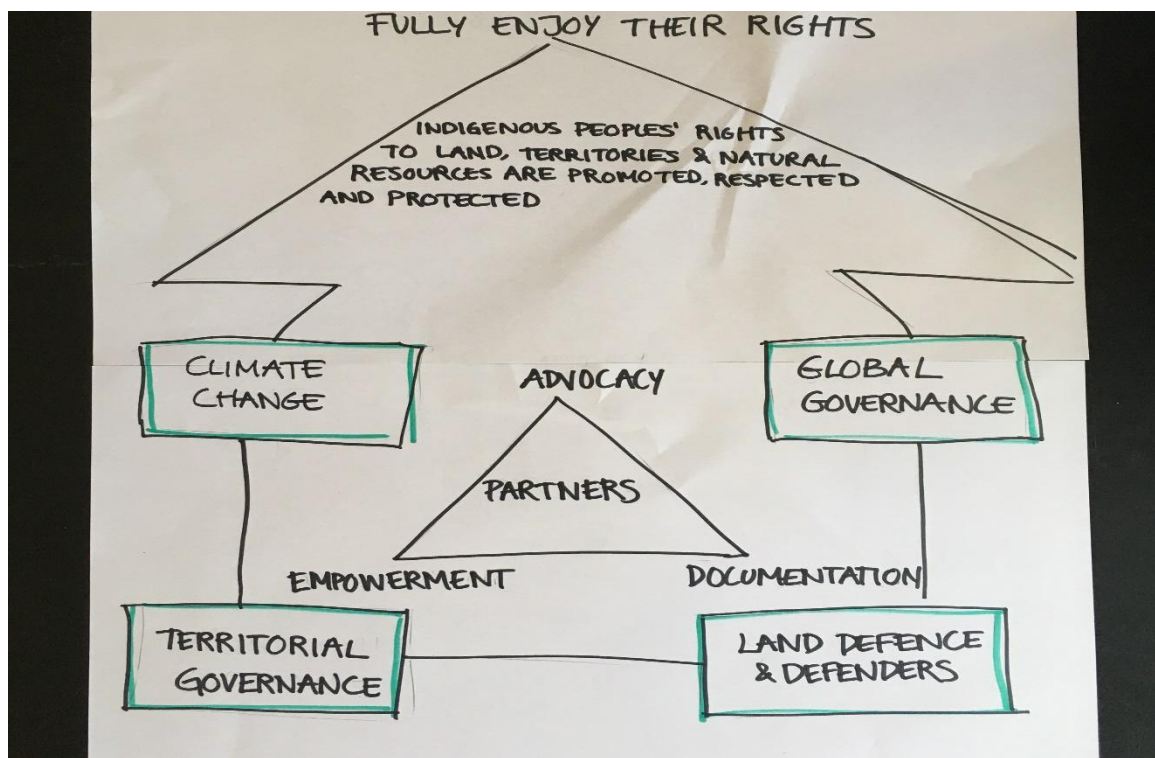 FULLY ENJOY THEIR RIGHTS
INDIGENOUS PEOPLES' RIGHTS
TO LAND, TERRITORIES & NATURAL
RESOURCES ARE PROMOTED, RESPECTED
AND PROTECTED
CLIMATE
CHANGE
ADVOCACY
GLOBAL
GOVERNANCE
PARTNERS
EMPOWERMENT
DOCUMENTATION
TERRITORIAL
GOVERNANCE
LAND DEFENCE
& DEFENDERS